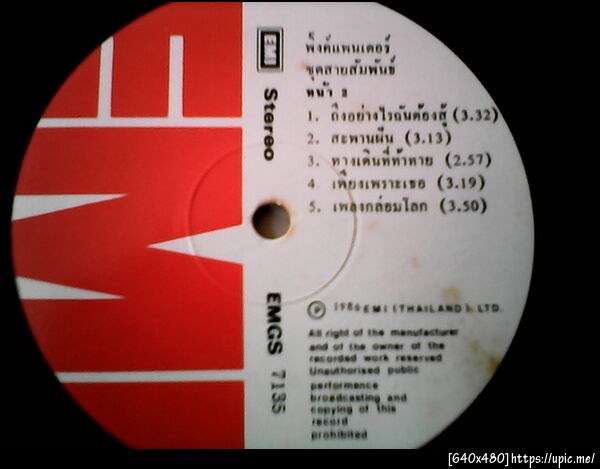 EMI
EMI
Stereo
พิ้งค์แพนเตอร์
ชุดสายสัมพันธ์
หน้า 2
1. ถึงอย่างไรฉันต้องสู้ (3.32)
2. สะพานฝัน (3.13)
3. ทางเดินที่ท้าทาย (2.57)
4. เพียงเพราะเธอ (3.19)
5. เพลงกล่อมโลก (3.50)
EMGS 7135
Ⓟ 1986 EMI (THAILAND). LTD.
All right of the manufacturer
and of the owner of the
recorded work reserved
Unauthorised public
performance
broadcasting and
copying of this
record
prohibited
[640x480]https://upic.me/